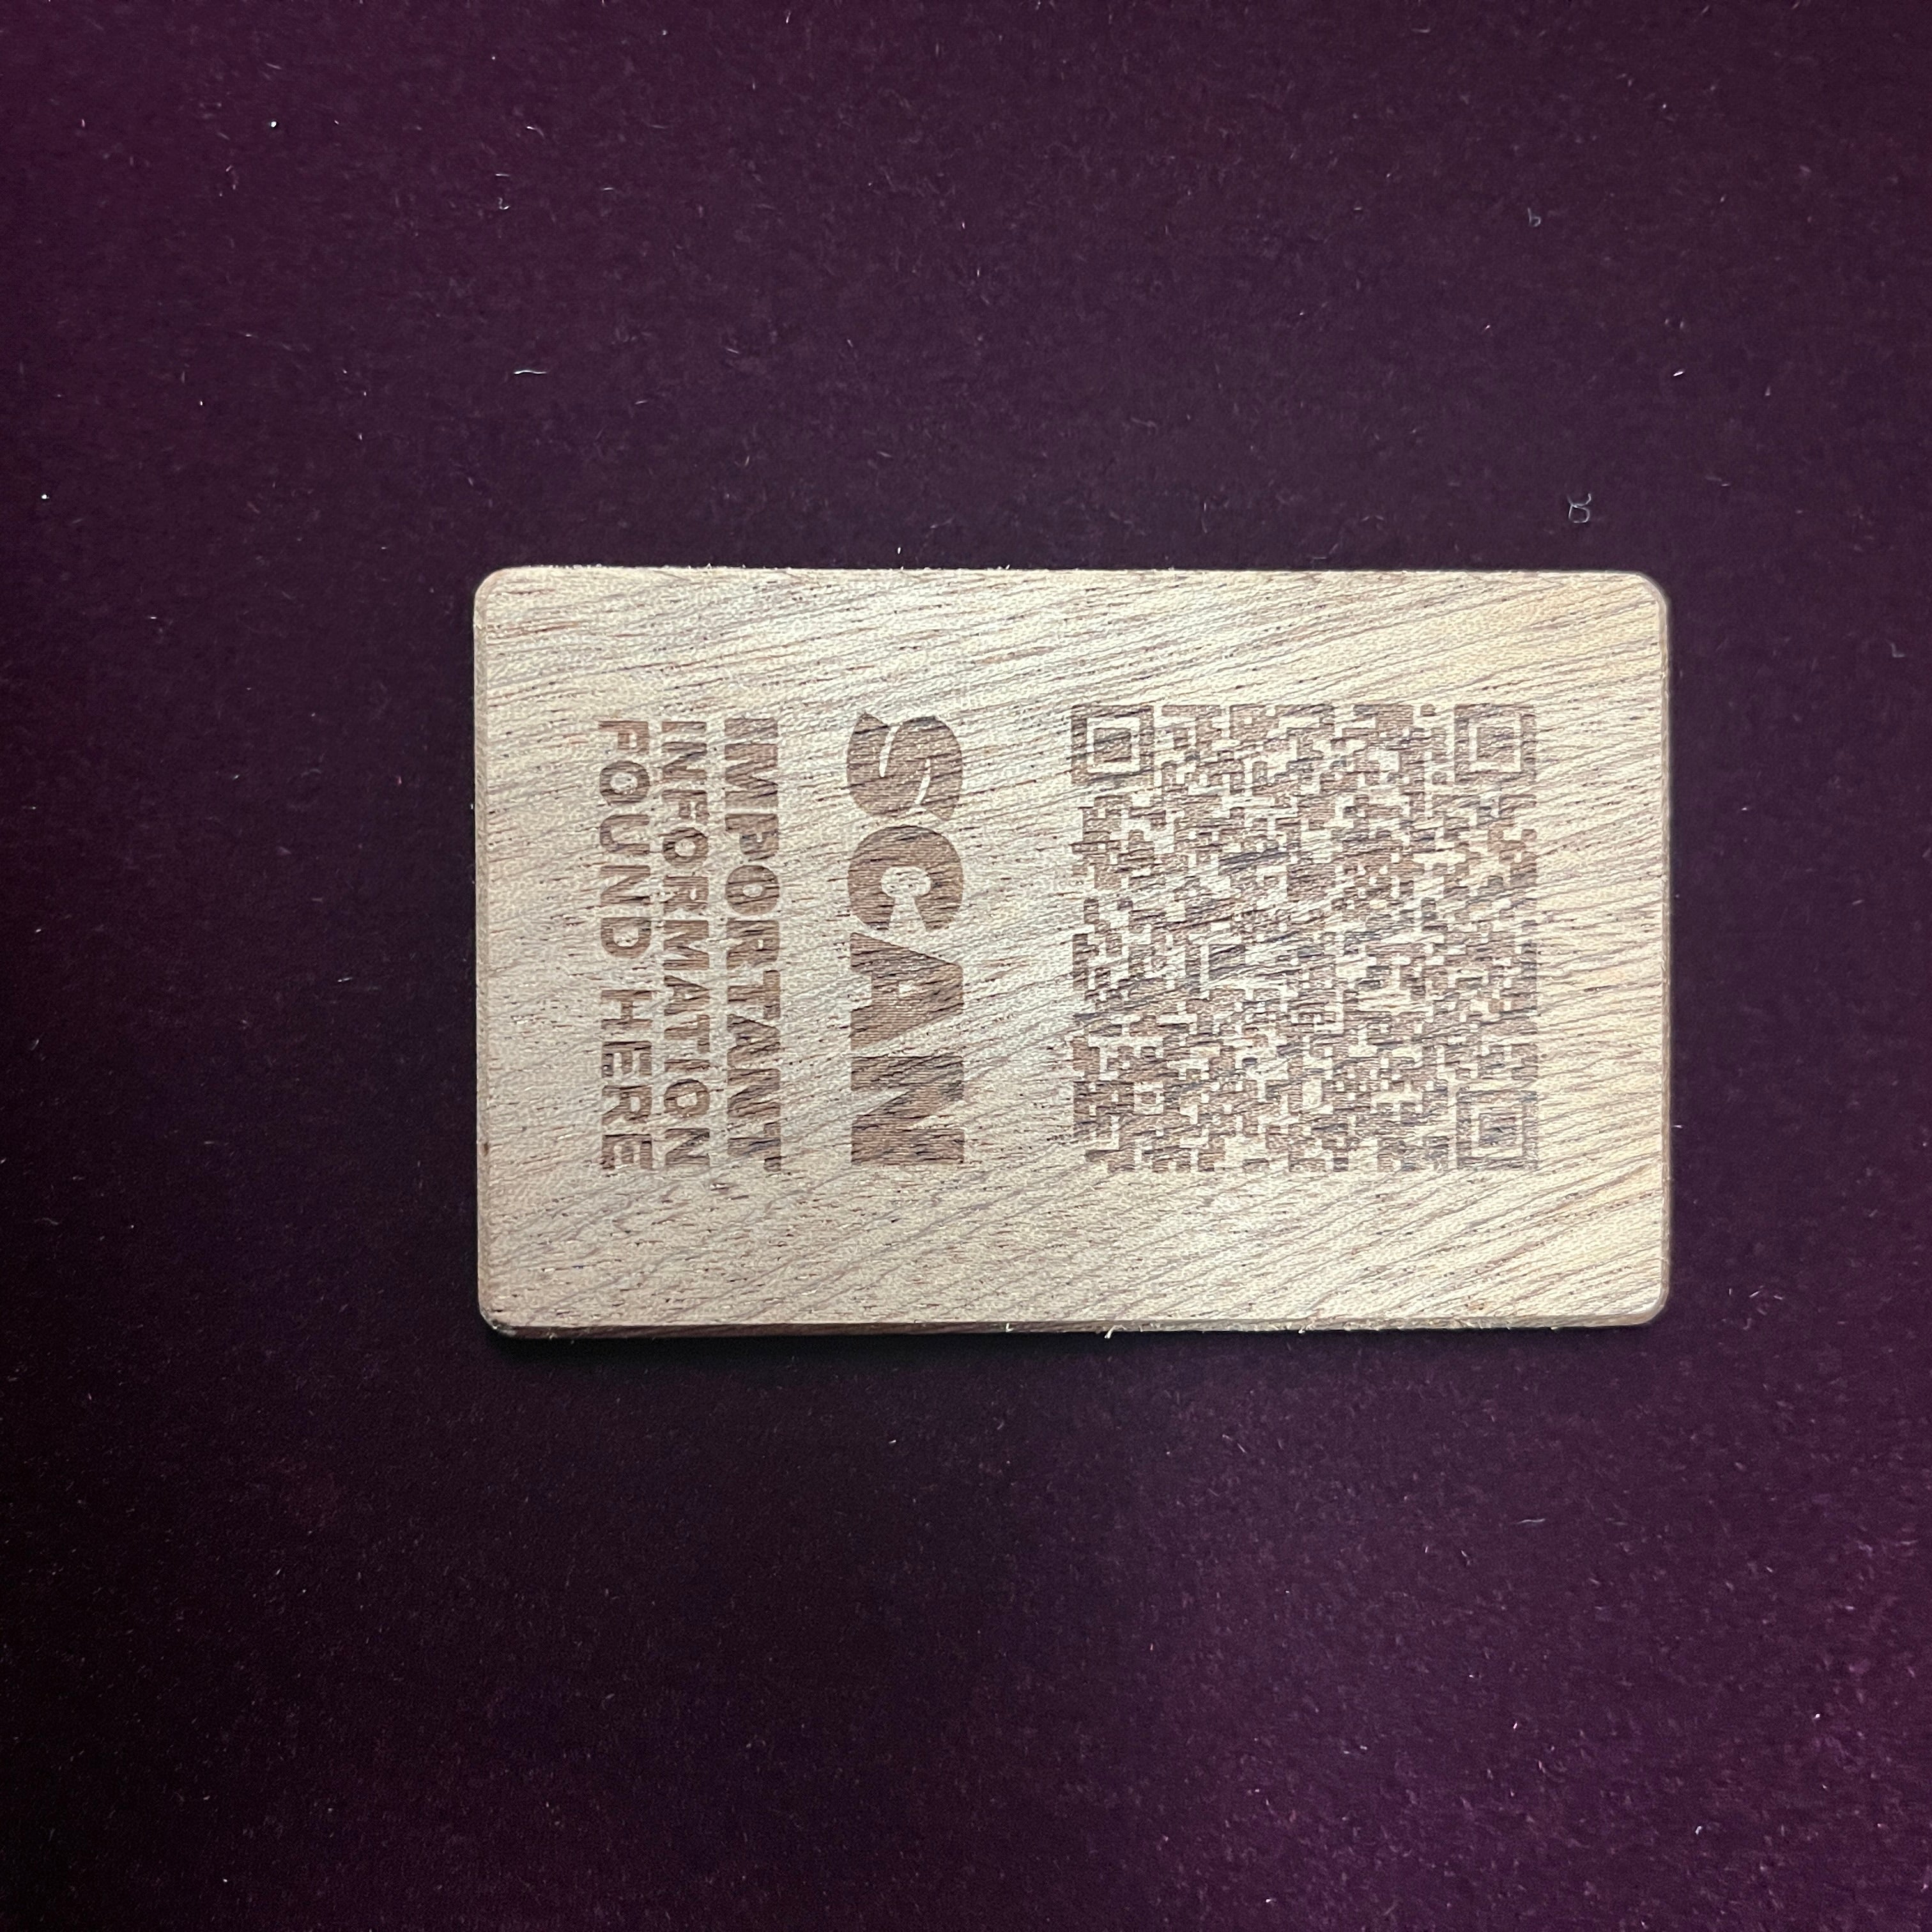 SCAN
IMPORTANT
INFORMATION
FOUND HERE